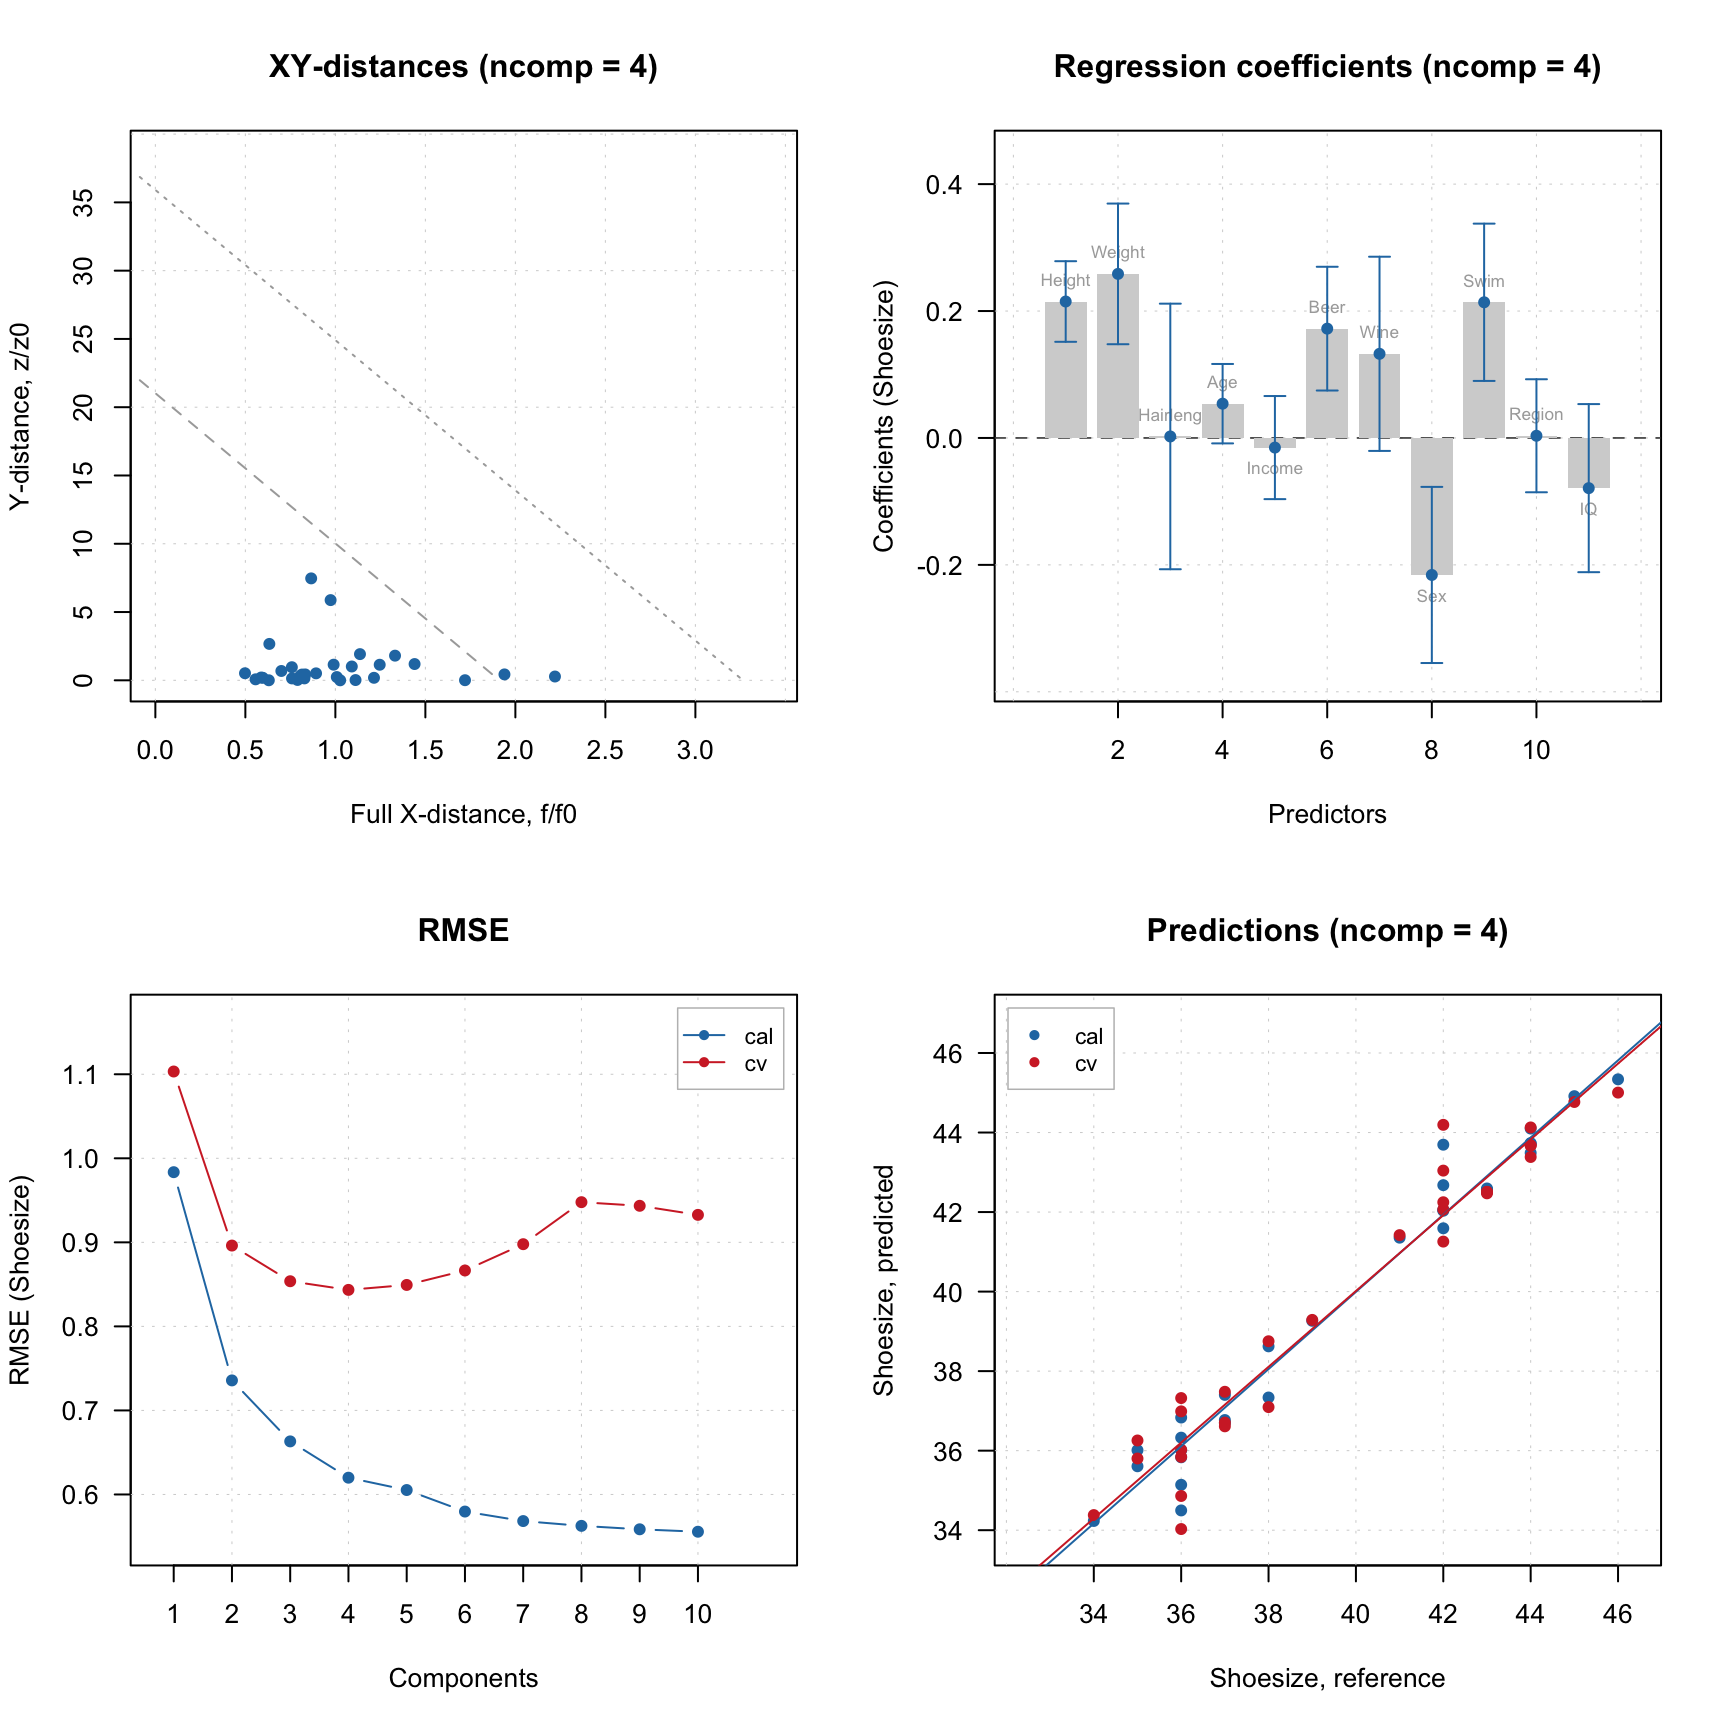 XY-distances (ncomp = 4)
35
30
25
20
15
10
5
0
Y-distance, z/z0
0.0 0.5 1.0 1.5 2.0 2.5 3.0
Full X-distance, f/f0
Regression coefficients (ncomp = 4)
0.4
0.2
0.0
-0.2
Coefficients (Shoesize)
Height
Weight
Hairleng
Age
Income
Beer
Wine
Sex
Swim
Region
IQ
2 4 6 8 10
Predictors
RMSE
cal
cv
1.1
1.0
0.9
0.8
0.7
0.6
RMSE (Shoesize)
1 2 3 4 5 6 7 8 9 10
Components
Predictions (ncomp = 4)
cal
cv
46
44
42
40
38
36
34
Shoesize, predicted
34 36 38 40 42 44 46
Shoesize, reference